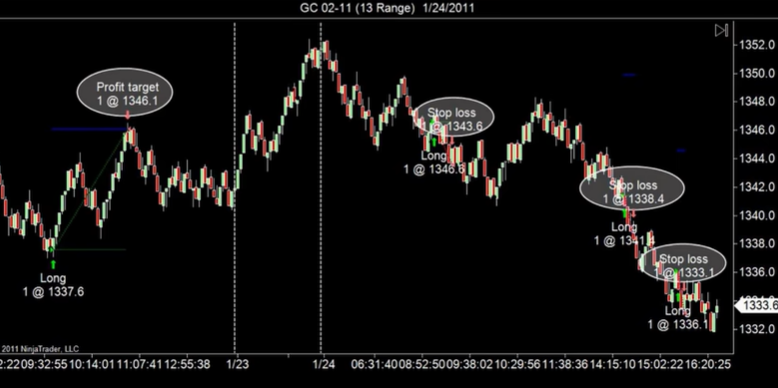 GC 02-11 (13 Range) 1/24/2011
Profit target
1 @ 1346.1
Long
1 @ 1337.6
Stop loss
@ 1343.6
Long
1 @ 1346.6
Stop loss
1 @ 1338.4
Long
1 @ 1341.4
Stop loss
@ 1333.1
Long
1 @ 1336.1
1352.0
1350.0
1348.0
1346.0
1344.0
1342.0
1340.0
1338.0
1336.0
1333.6
1332.0
2011 NinjaTrader, LLC
2:22 09:32:55 10:14:01 11:07:41 12:55:38 1/23 1/24 06:31:40 08:52:50 09:38:02 10:29:56 11:38:36 14:15:10 15:02:22 16:20:25